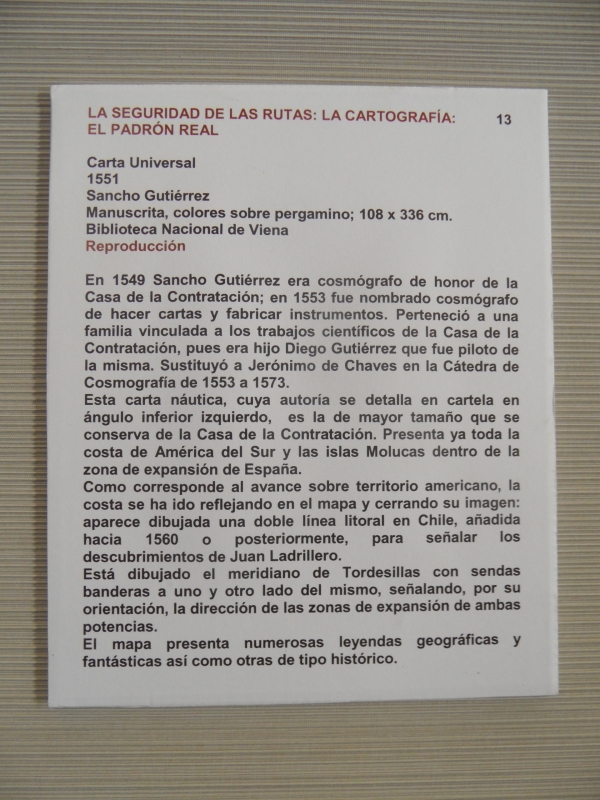 LA SEGURIDAD DE LAS RUTAS: LA CARTOGRAFÍA: 13
EL PADRÓN REAL
Carta Universal
1551
Sancho Gutiérrez
Manuscrita, colores sobre pergamino; 108 x 336 cm.
Biblioteca Nacional de Viena
Reproducción
En 1549 Sancho Gutiérrez era cosmógrafo de honor de la
Casa de la Contratación; en 1553 fue nombrado cosmógrafo
de hacer cartas y fabricar instrumentos. Perteneció a una
familia vinculada a los trabajos científicos de la Casa de la
Contratación, pues era hijo Diego Gutiérrez que fue piloto de
la misma. Sustituyó a Jerónimo de Chaves en la Cátedra de
Cosmografía de 1553 a 1573.
Esta carta náutica, cuya autoría se detalla en cartela en
ángulo inferior izquierdo, es la de mayor tamaño que se
conserva de la Casa de la Contratación. Presenta ya toda la
costa de América del Sur y las islas Molucas dentro de la
zona de expansión de España.
Como corresponde al avance sobre territorio americano, la
costa se ha ido reflejando en el mapa y cerrando su imagen:
aparece dibujada una doble línea litoral en Chile, añadida
hacia 1560 o posteriormente, para señalar los
descubrimientos de Juan Ladrillero.
Está dibujado el meridiano de Tordesillas con sendas
banderas a uno y otro lado del mismo, señalando, por su
orientación, la dirección de las zonas de expansión de ambas
potencias.
El mapa presenta numerosas leyendas geográficas y
fantásticas así como otras de tipo histórico.